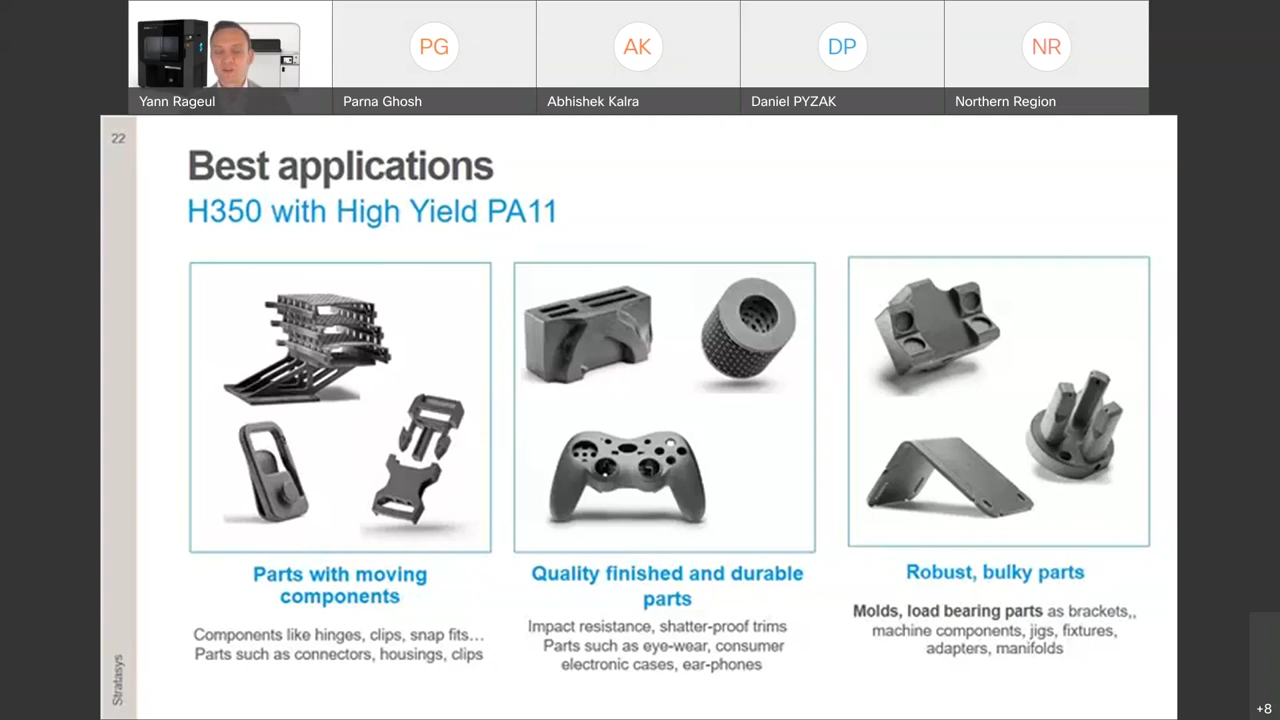 PG
AK
DP
NR
Yann Rageul
Parna Ghosh
Abhishek Kalra
Daniel PYZAK
Northern Region
22
Best applications
H350 with High Yield PA11
Parts with moving
components
Components like hinges, clips, snap fits...
Parts such as connectors, housings, clips
Quality finished and durable
parts
Impact resistance, shatter-proof trims
Parts such as eye-wear, consumer
electronic cases, ear-phones
Robust, bulky parts
Molds, load bearing parts as brackets,,
machine components, jigs, fixtures,
adapters, manifolds
Stratasys
+8